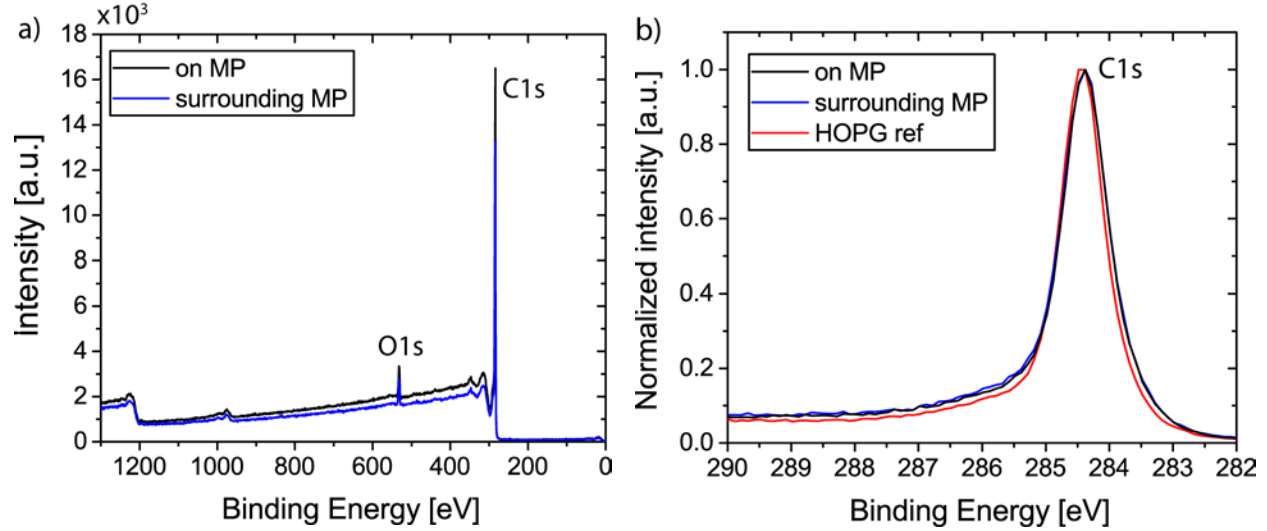 a)
x10³
18
16
14
12
10
8
6
4
2
0
Intensity [a.u.]
on MP
surrounding MP
C1s
O1s
1200 1000 800 600 400 200 0
Binding Energy [eV]
b)
1.0
0.8
0.6
0.4
0.2
0.0
Normalized intensity [a.u.]
on MP
surrounding MP
HOPG ref
C1s
290 289 288 287 286 285 284 283 282
Binding Energy [eV]